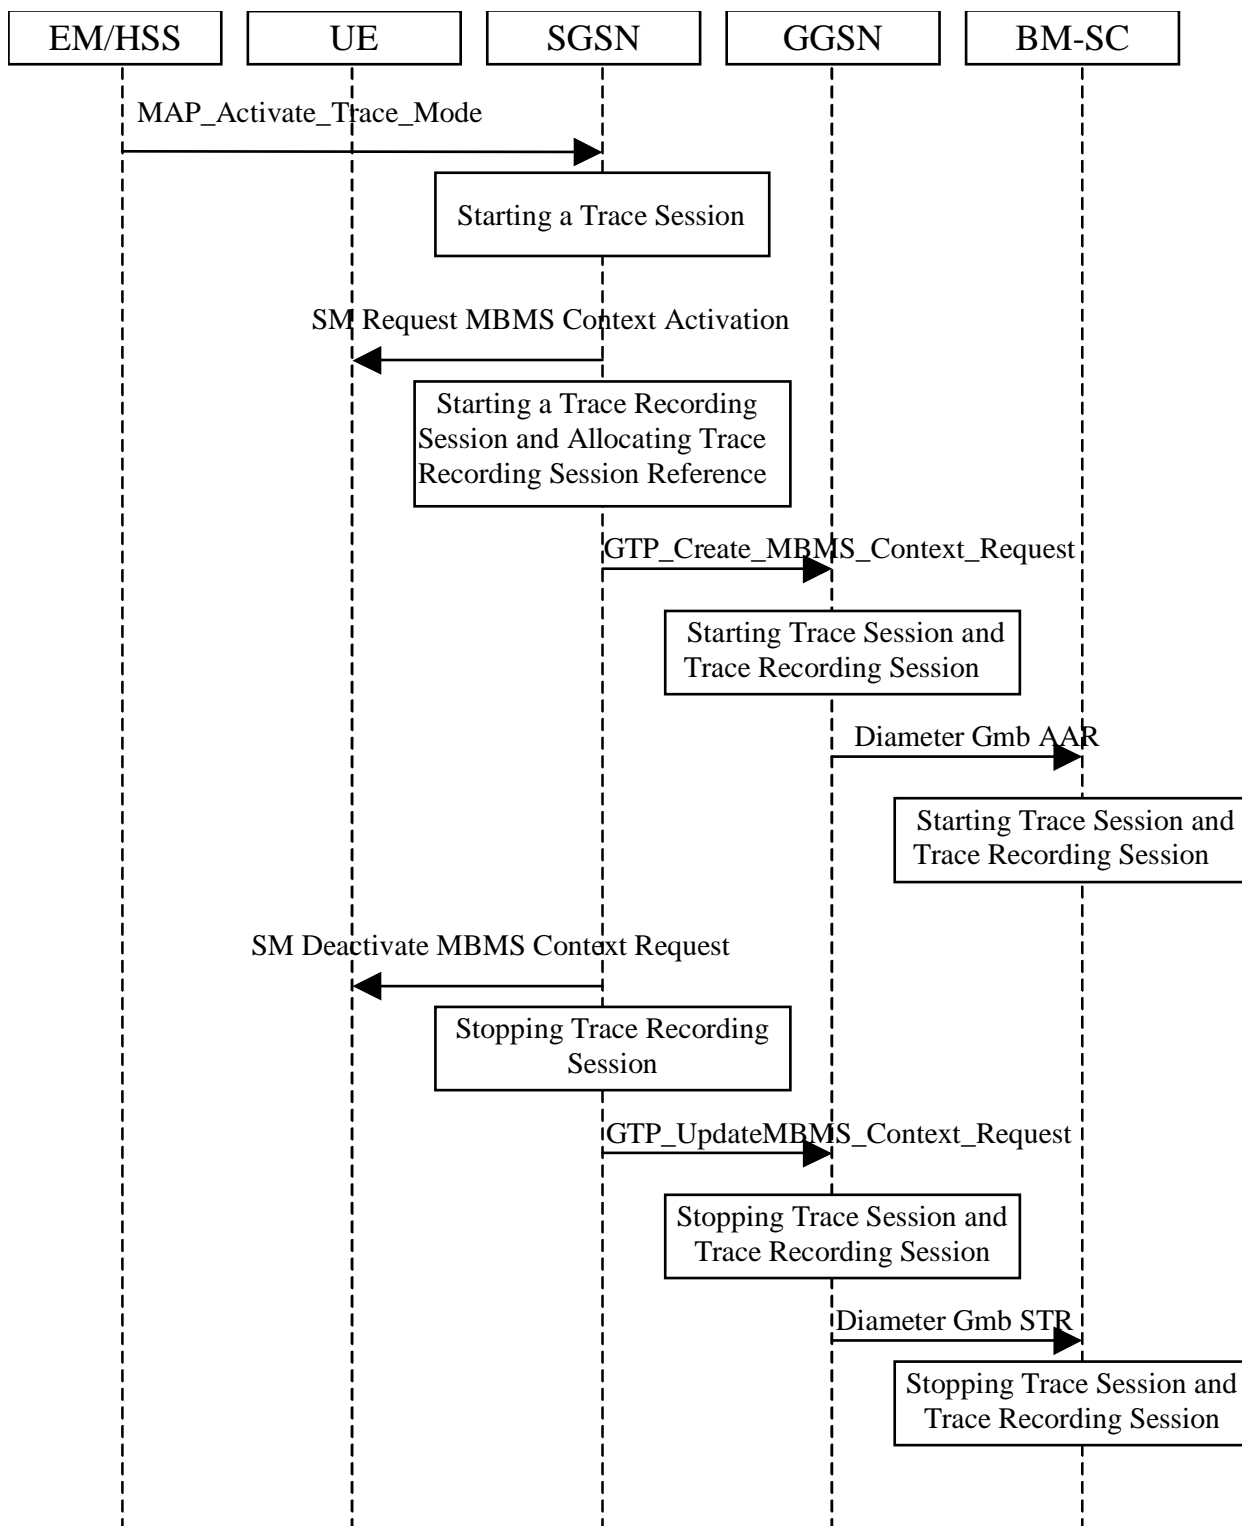 EM/HSS
UE
SGSN
GGSN
BM-SC
MAP_Activate_Trace_Mode
Starting a Trace Session
SM Request MBMS Context Activation
Starting a Trace Recording
Session and Allocating Trace
Recording Session Reference
GTP_Create_MBMS_Context_Request
Starting Trace Session and
Trace Recording Session
Diameter Gmb AAR
Starting Trace Session and
Trace Recording Session
SM Deactivate MBMS Context Request
Stopping Trace Recording
Session
GTP_UpdateMBMS_Context_Request
Stopping Trace Session and
Trace Recording Session
Diameter Gmb STR
Stopping Trace Session and
Trace Recording Session